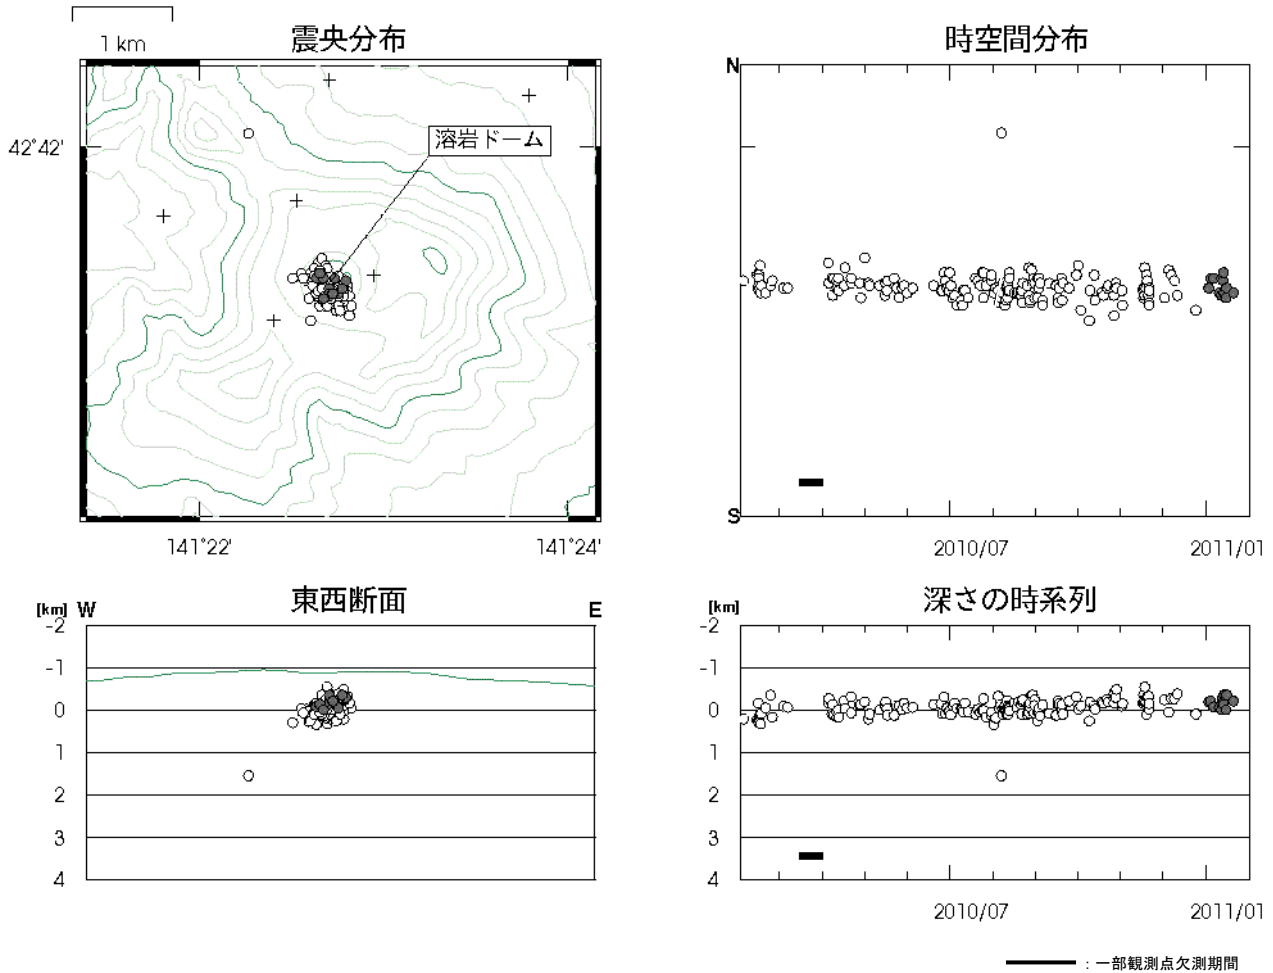 1 km
震央分布
溶岩ドーム
42°42'
141°22'
141°24'
時空間分布
N
S
2010/07
2011/01
東西断面
[km] W
E
-2
-1
0
1
2
3
4
深さの時系列
[km]
-2
-1
0
1
2
3
4
2010/07
2011/01
：一部観測点欠測期間